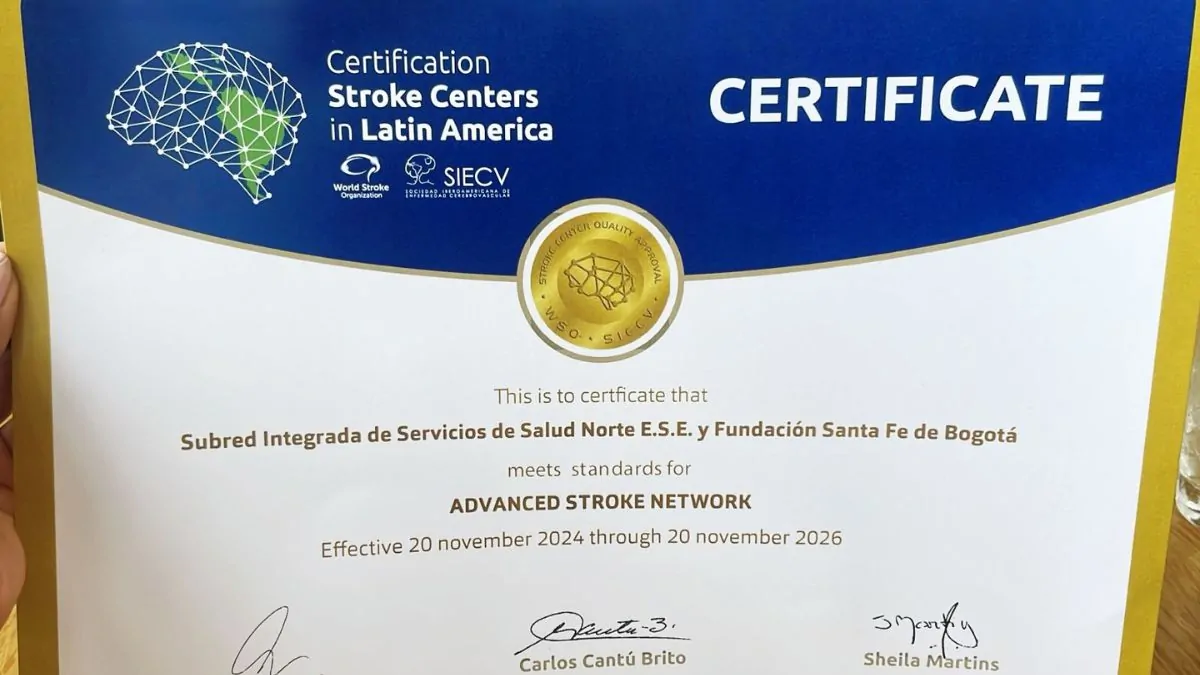 Certification
Stroke Centers
in Latin America
World Stroke
Organization
SIECV
SOCIEDAD IBEROAMERICANA DE
ENFERMEDAD CEREBROVASCULAR
CERTIFICATE
STROKE CENTER QUALITY APPROVAL
WSO • SIECV
This is to certficate that
Subred Integrada de Servicios de Salud Norte E.S.E. y Fundación Santa Fe de Bogotá
meets standards for
ADVANCED STROKE NETWORK
Effective 20 november 2024 through 20 november 2026
Carlos Cantú Brito
Sheila Martins